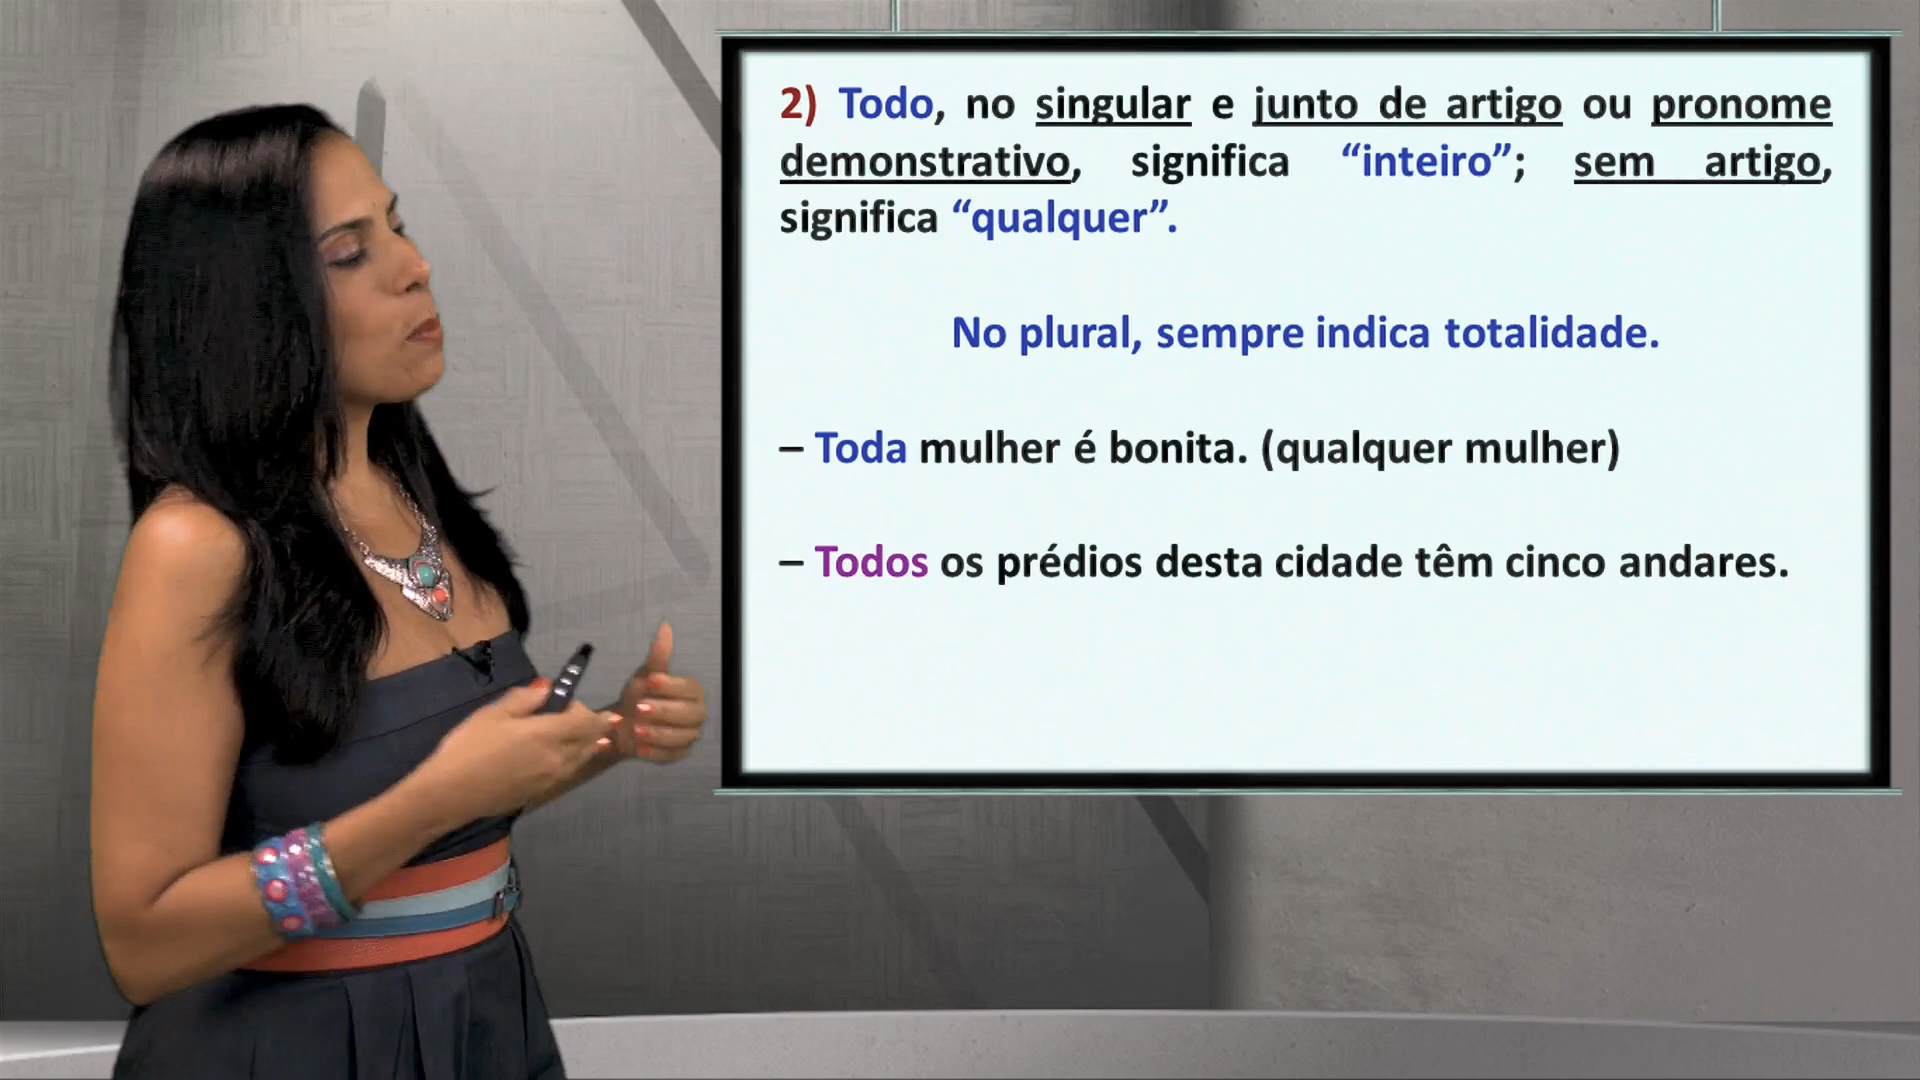 2) Todo, no singular e junto de artigo ou pronome
demonstrativo, significa “inteiro”; sem artigo,
significa “qualquer”.
No plural, sempre indica totalidade.
– Toda mulher é bonita. (qualquer mulher)
– Todos os prédios desta cidade têm cinco andares.